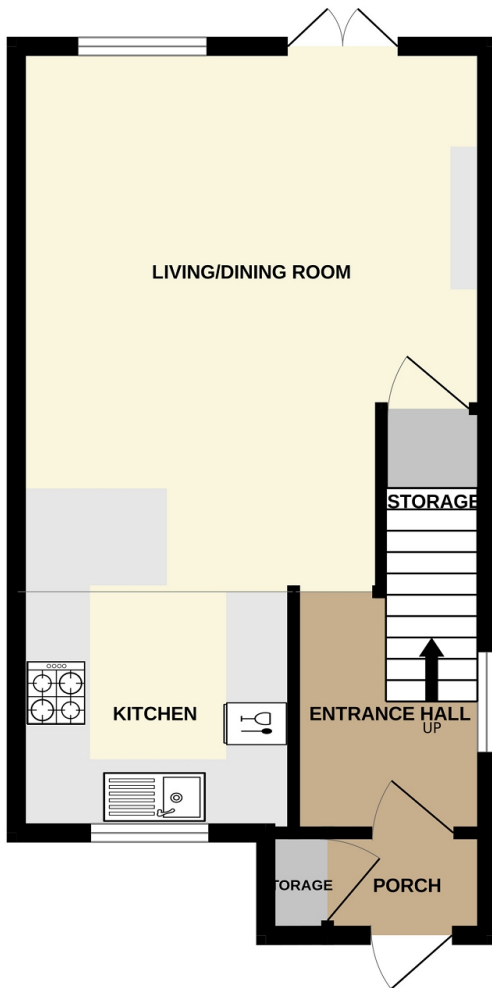 LIVING/DINING ROOM
STORAGE
KITCHEN
ENTRANCE HALL
UP
TORAGE
PORCH